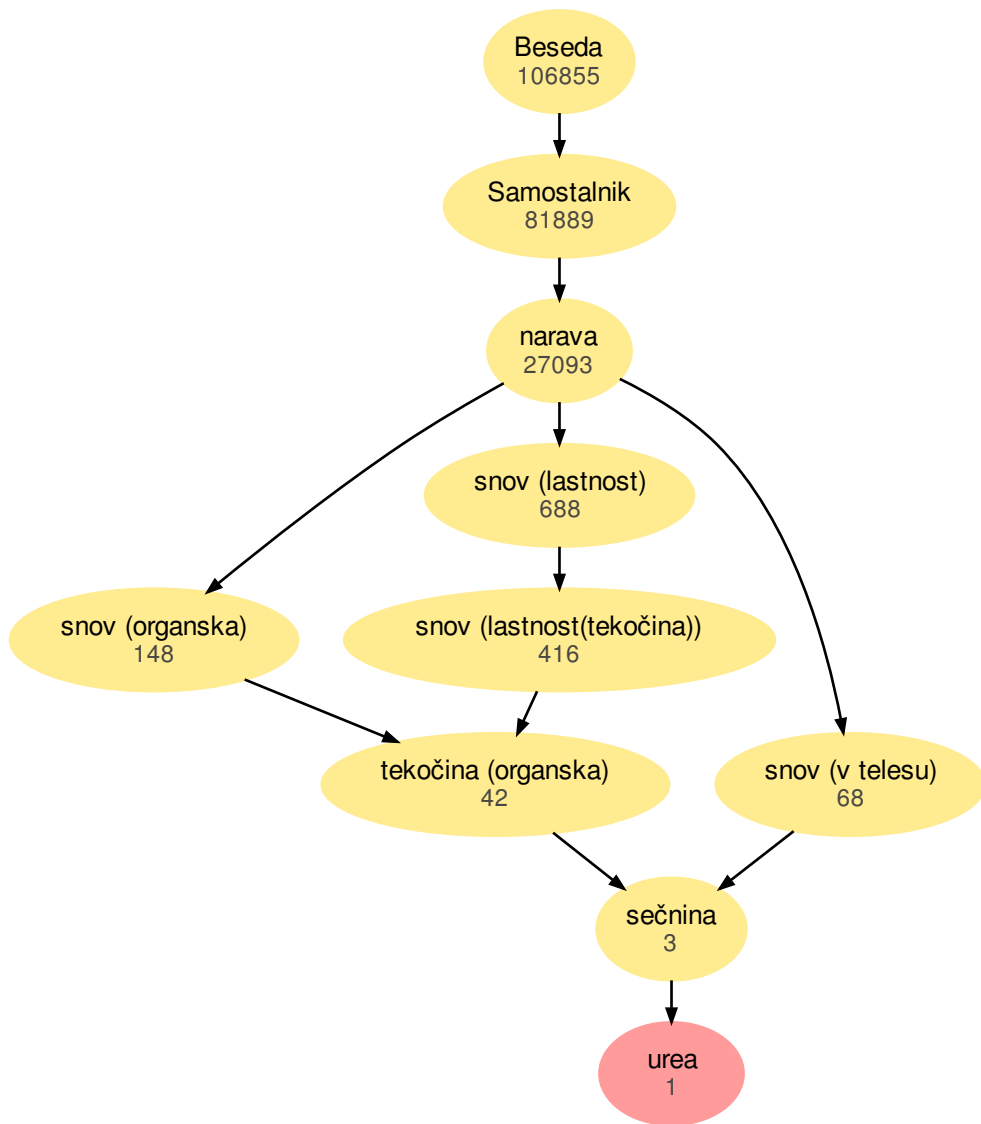 Beseda
106855
Samostalnik
81889
narava
27093
snov (lastnost)
688
snov (organska)
148
snov (lastnost(tekočina))
416
tekočina (organska)
42
snov (v telesu)
68
sečnina
3
urea
1